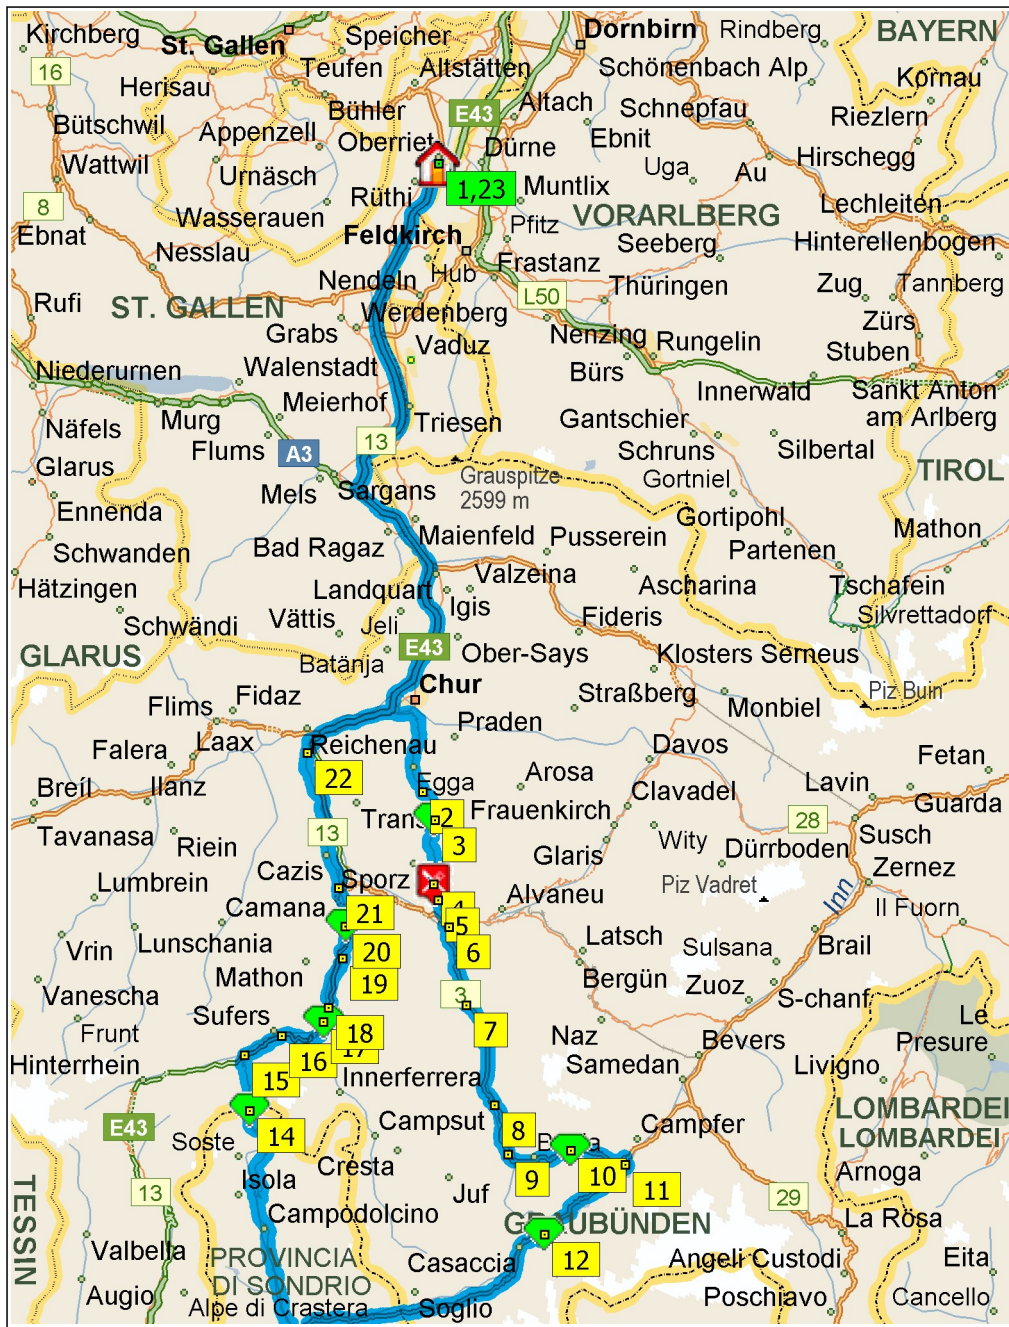 Kirchberg
St. Gallen
Speicher
Dornbirn
Rindberg
BAYERN
16
Herisau
Teufen
Altstätten
Schönenbach Alp
Kornau
Bütschwil
Bühler
E43
Altach
Schnepfau
Riezlern
Appenzell
Oberriet
Dürne
Ebnit
Wattwil
Urnäsch
Uga
Au
Hirschegg
Rüthi
1,23
Muntlix
8
Wasserauen
Pfitz
VORARLBERG
Lechleiten
Ebnat
Feldkirch
Seeberg
Hinterellenbogen
Nesslau
Hub
Frastanz
Nendeln
L50
Thüringen
Zug
Tannberg
Rufi
ST. GALLEN
Werdenberg
Zürs
Grabs
Nenzing
Rungelin
Vaduz
Stuben
Niederurnen
Walenstadt
Bürs
Innerwald
Sankt Anton
am Arlberg
Meierhof
Murg
Triesen
Gantschier
Näfels
Flums
A3
13
Schruns
Silbertal
Glarus
Mels
Sargans
Grauspitze
2599 m
Gortniel
TIROL
Ennenda
Gortipohl
Mathon
Schwanden
Bad Ragaz
Maienfeld
Pusserein
Partenen
Hätzingen
Landquart
Valzeina
Ascharina
Tschafein
Igis
Silvrettadorf
Schwändi
Vättis
Jeli
Fideris
GLARUS
Batänja
E43
Ober-Says
Klosters Serneus
Chur
Straßberg
Piz Buin
Fidaz
Monbiel
Flims
Praden
Falera
Laax
Reichenau
Davos
Fetan
Breíl
Ilanz
22
Egga
Arosa
Clavadel
Lavin
Guarda
Trans
2
Frauenkirch
Tavanasa
13
3
28
Riein
Wity
Susch
Glaris
Dürrboden
Cazis
Sporz
Zernez
Lumbrein
Piz Vadret
Alvaneu
4
Inn
Camana
21
5
Il Fuorn
Vrin
Lunschania
20
6
Latsch
Sulsana
Brail
Mathon
19
Bergün
Zuoz
Vanescha
3
S-chanf
Sufers
18
7
Naz
Le
Presure
Frunt
17
Bevers
Hinterrhein
16
Samedan
Livigno
15
Innerferrera
E43
Campsut
8
Campfer
LOMBARDEI
14
LOMBARDEI
Soste
Cresta
9
10
Arnoga
Isola
Juf
11
TESSIN
13
29
Campodolcino
GRAUBÜNDEN
La Rösa
Valbella
PROVINCIA
DI SONDRIO
Casaccia
12
Angeli Custodi
Eita
Augio
Alpe di Crastera
Soglio
Poschiavo
Cancello